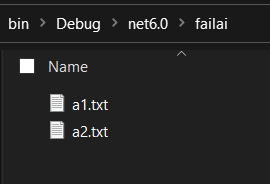 bin > Debug > net6.0 > failai
Name
a1.txt
a2.txt